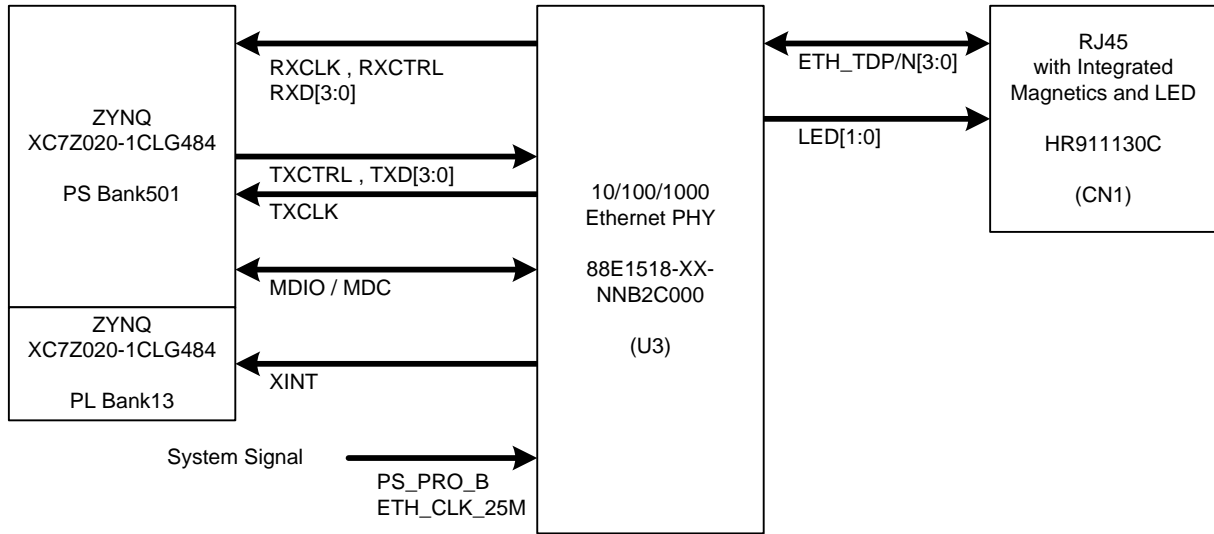 ZYNQ
XC7Z020-1CLG484
PS Bank501
ZYNQ
XC7Z020-1CLG484
PL Bank13
RXCLK , RXCTRL
RXD[3:0]
TXCTRL , TXD[3:0]
TXCLK
MDIO / MDC
XINT
System Signal
PS_PRO_B
ETH_CLK_25M
10/100/1000
Ethernet PHY
88E1518-XX-
NNB2C000
(U3)
ETH_TDP/N[3:0]
LED[1:0]
RJ45
with Integrated
Magnetics and LED
HR911130C
(CN1)